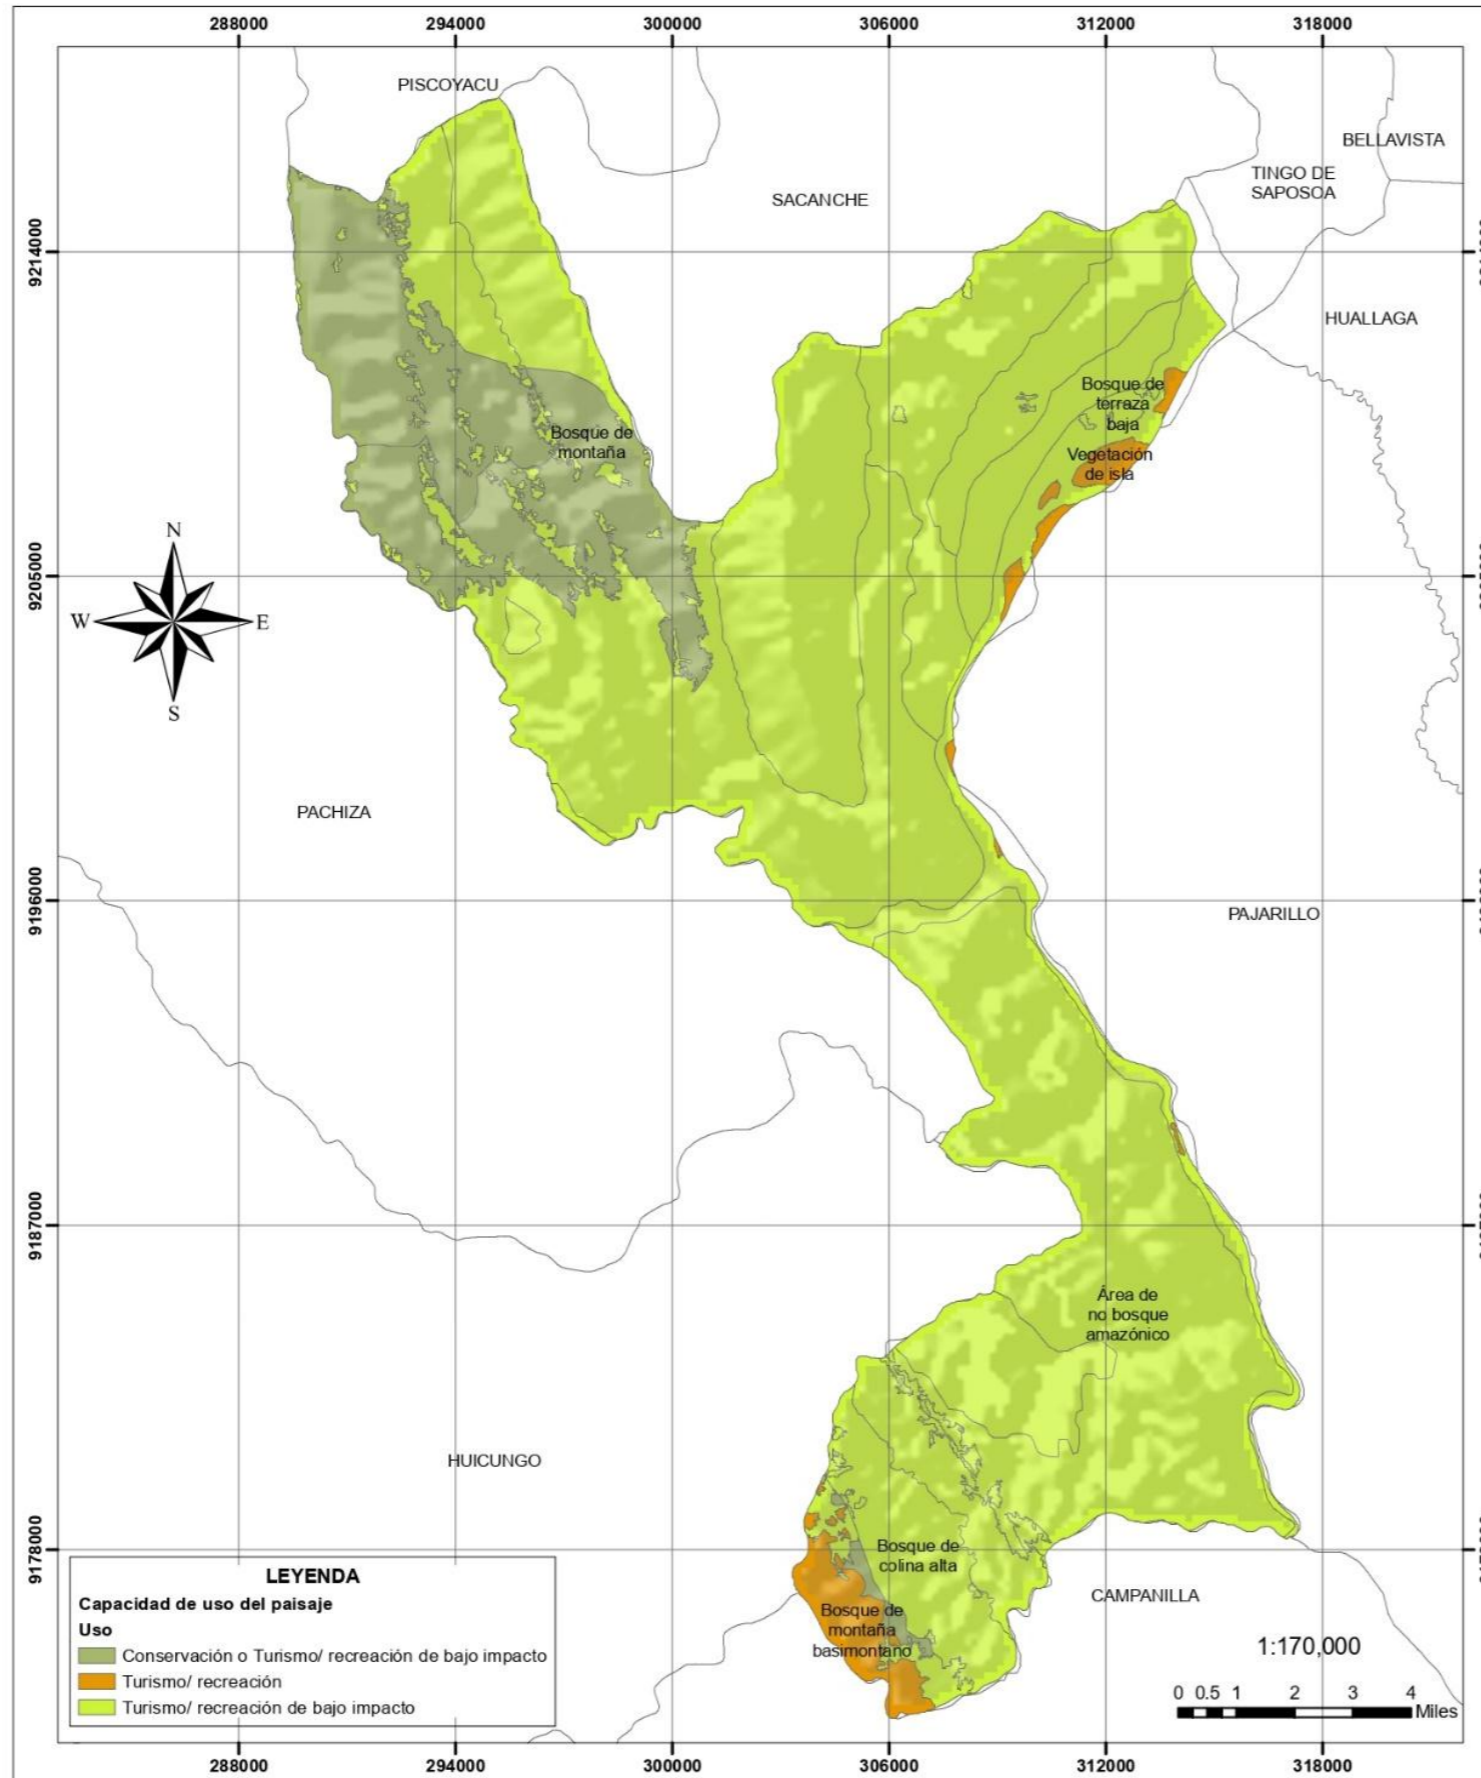 288000 294000 300000 306000 312000 318000
PISCOYACU
BELLAVISTA
TINGO DE
SAPOSOA
SACANCHE
9214000
HUALLAGA
Bosque de
terraza
baja
Bosque de
montaña
Vegetación
de isla
N
W E
S
9205000
PACHIZA
9196000
PAJARILLO
9187000
Área de
no bosque
amazónico
HUICUNGO
9178000
Bosque de
colina alta
CAMPANILLA
Bosque de
montaña
basimontano
LEYENDA
Capacidad de uso del paisaje
Uso
Conservación o Turismo/ recreación de bajo impacto
Turismo/ recreación
Turismo/ recreación de bajo impacto
1:170,000
0 0.5 1 2 3 4
Miles
288000 294000 300000 306000 312000 318000